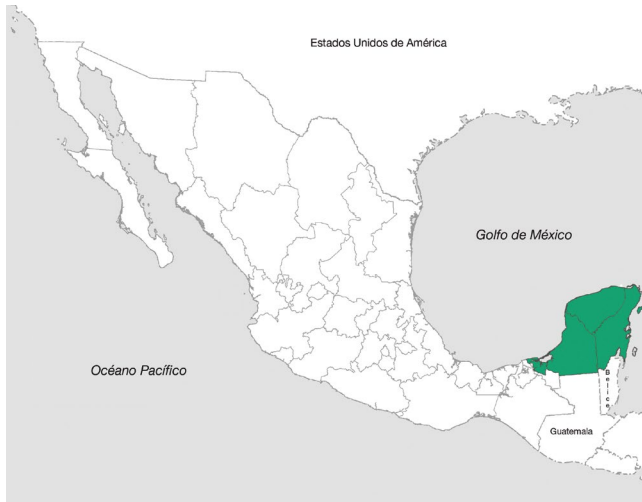 Estados Unidos de América
Golfo de México
Océano Pacífico
Belice
Guatemala